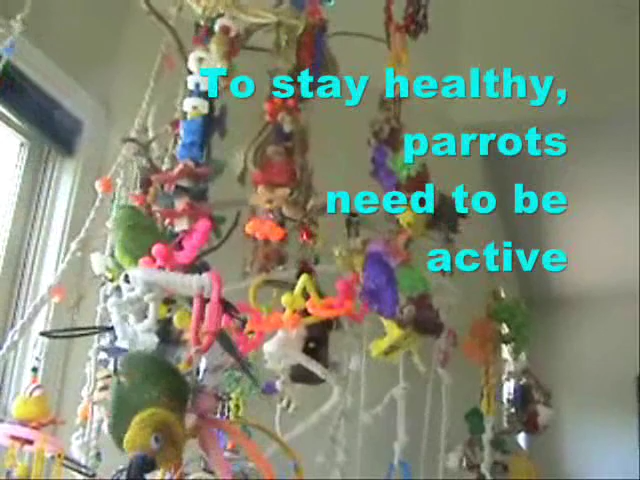 To stay healthy,
parrots
need to be
active